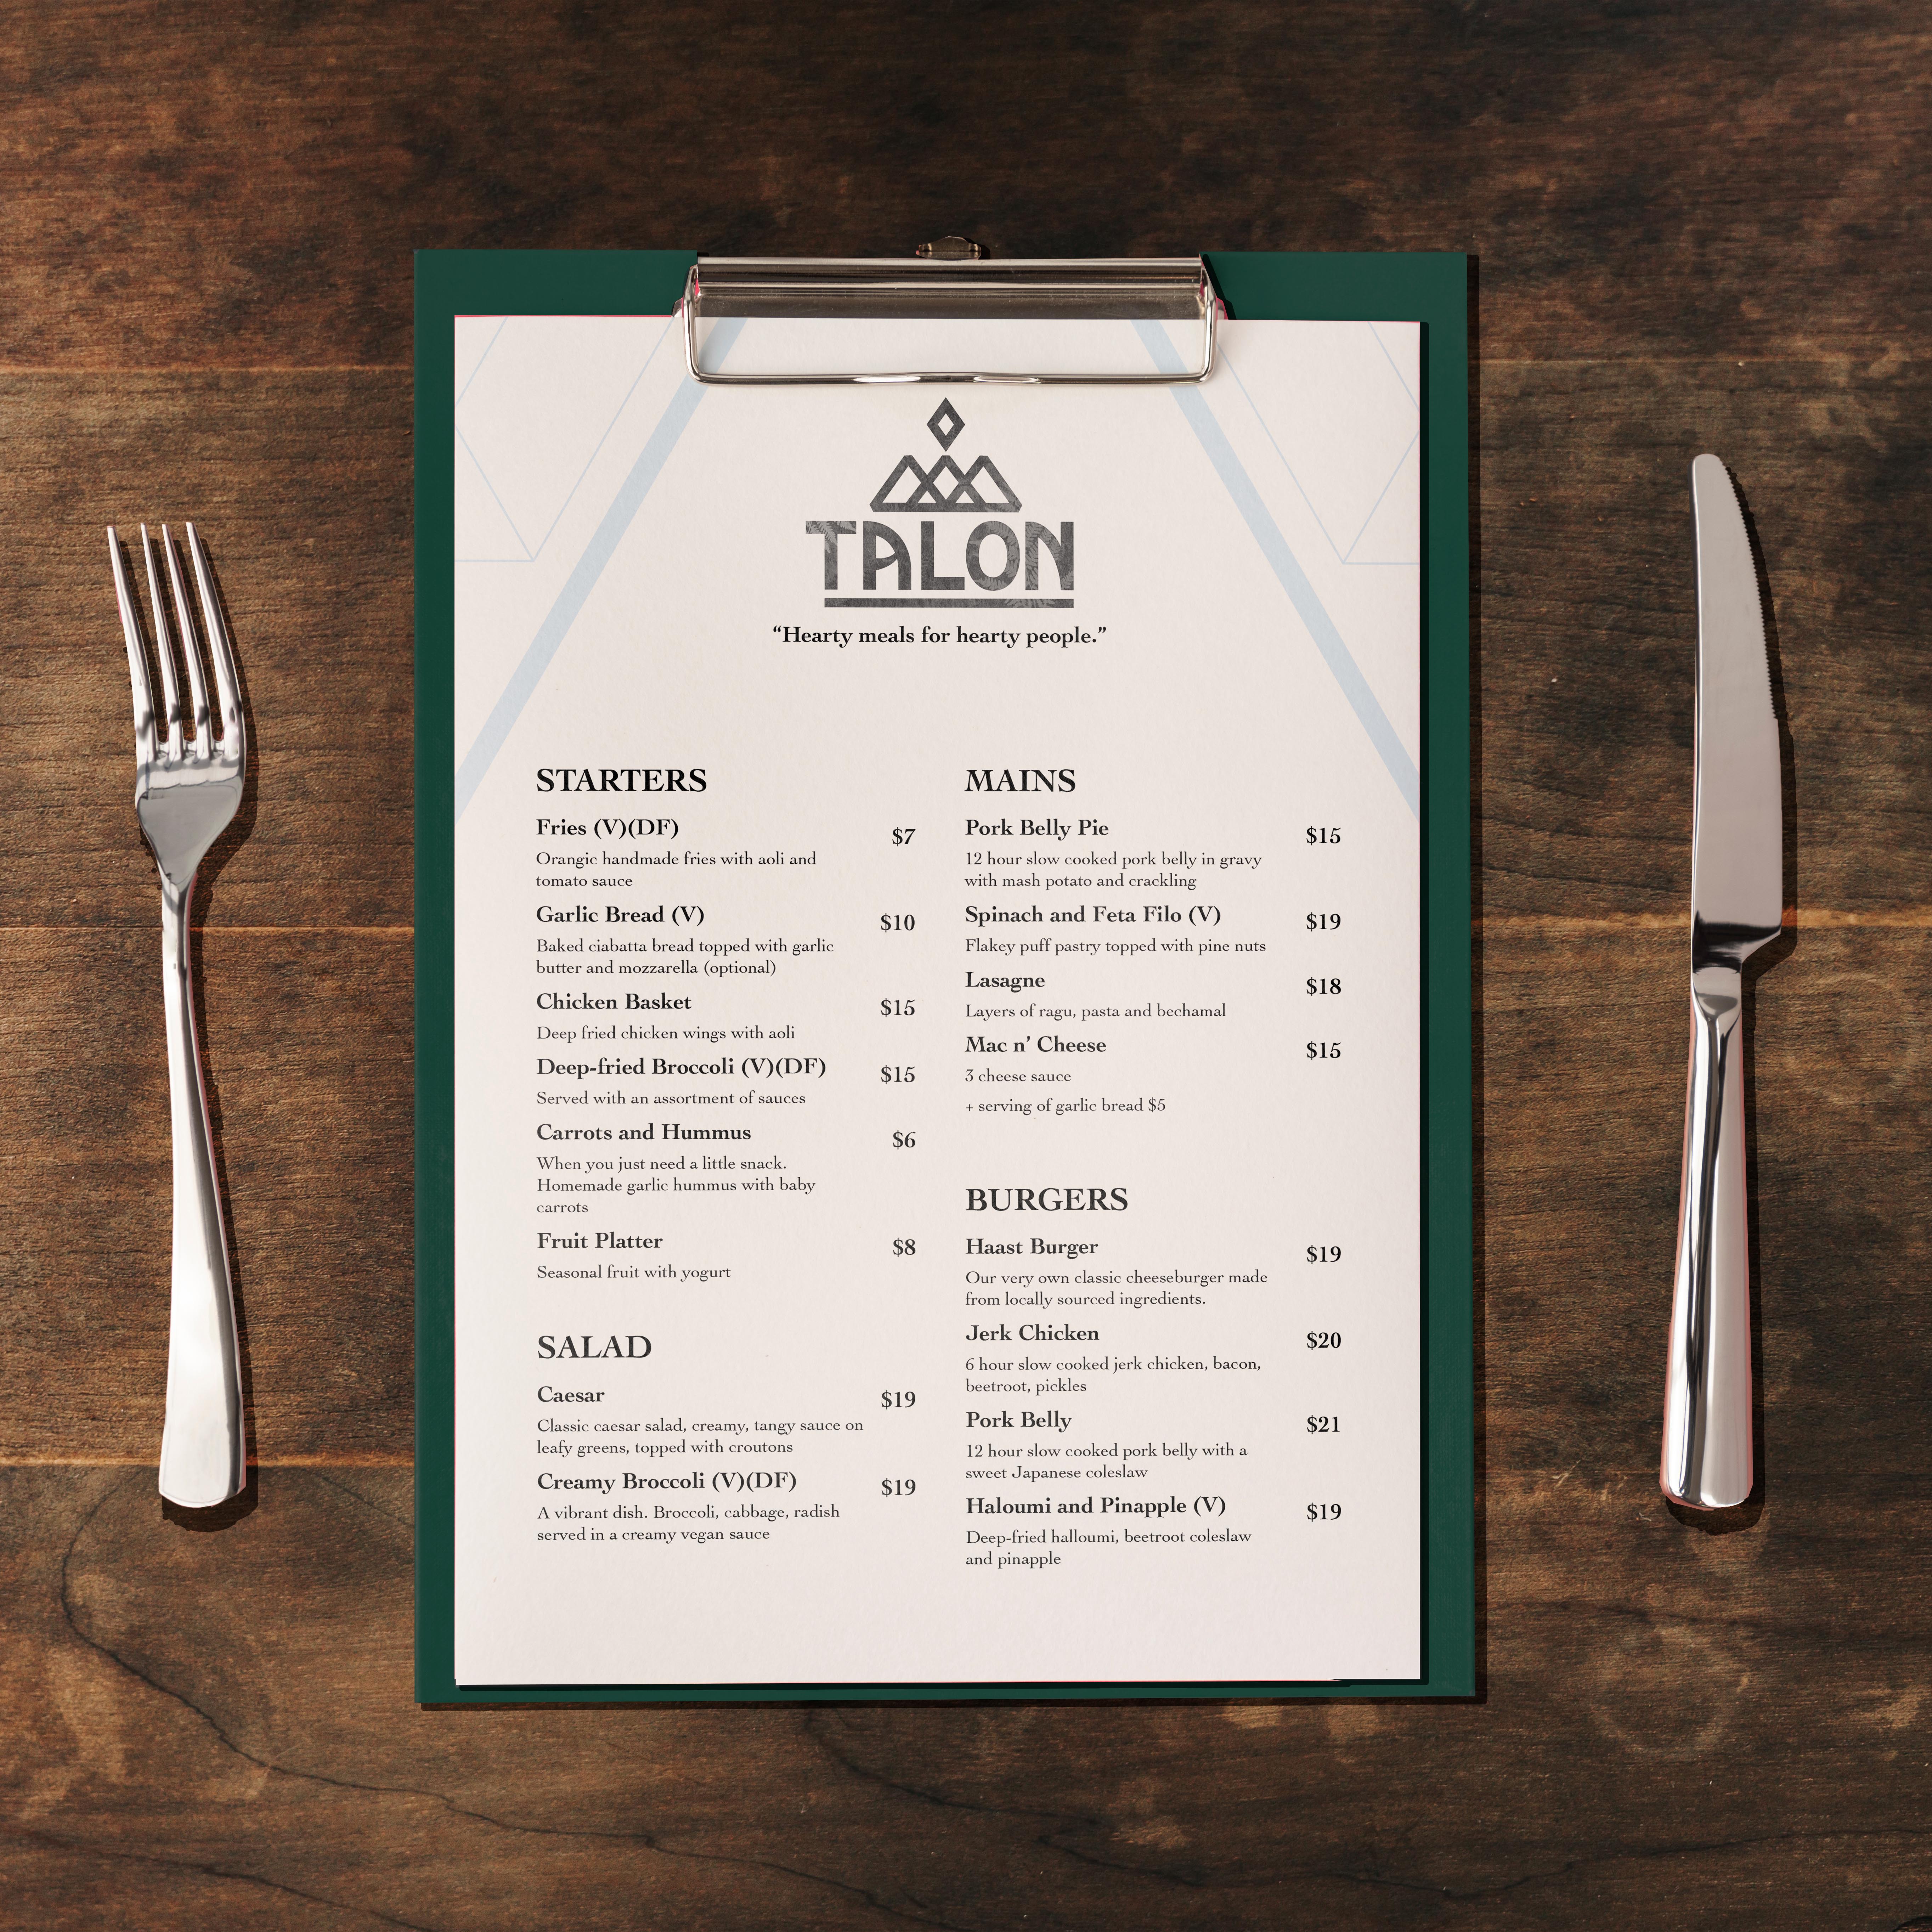 TALON
“Hearty meals for hearty people.”
STARTERS
Fries (V)(DF) $7
Orangic handmade fries with aoli and
tomato sauce
Garlic Bread (V) $10
Baked ciabatta bread topped with garlic
butter and mozzarella (optional)
Chicken Basket $15
Deep fried chicken wings with aoli
Deep-fried Broccoli (V)(DF) $15
Served with an assortment of sauces
Carrots and Hummus $6
When you just need a little snack.
Homemade garlic hummus with baby
carrots
Fruit Platter $8
Seasonal fruit with yogurt
SALAD
Caesar $19
Classic caesar salad, creamy, tangy sauce on
leafy greens, topped with croutons
Creamy Broccoli (V)(DF) $19
A vibrant dish. Broccoli, cabbage, radish
served in a creamy vegan sauce
MAINS
Pork Belly Pie $15
12 hour slow cooked pork belly in gravy
with mash potato and crackling
Spinach and Feta Filo (V) $19
Flakey puff pastry topped with pine nuts
Lasagne $18
Layers of ragu, pasta and bechamal
Mac n’ Cheese $15
3 cheese sauce
+ serving of garlic bread $5
BURGERS
Haast Burger $19
Our very own classic cheeseburger made
from locally sourced ingredients.
Jerk Chicken $20
6 hour slow cooked jerk chicken, bacon,
beetroot, pickles
Pork Belly $21
12 hour slow cooked pork belly with a
sweet Japanese coleslaw
Haloumi and Pinapple (V) $19
Deep-fried halloumi, beetroot coleslaw
and pinapple